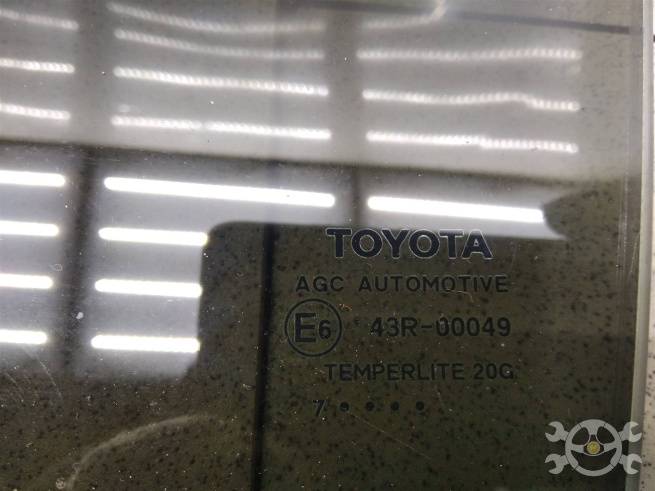 TOYOTA
AGC AUTOMOTIVE
E6 43R-00049
TEMPERLITE 20G
7 • • • •